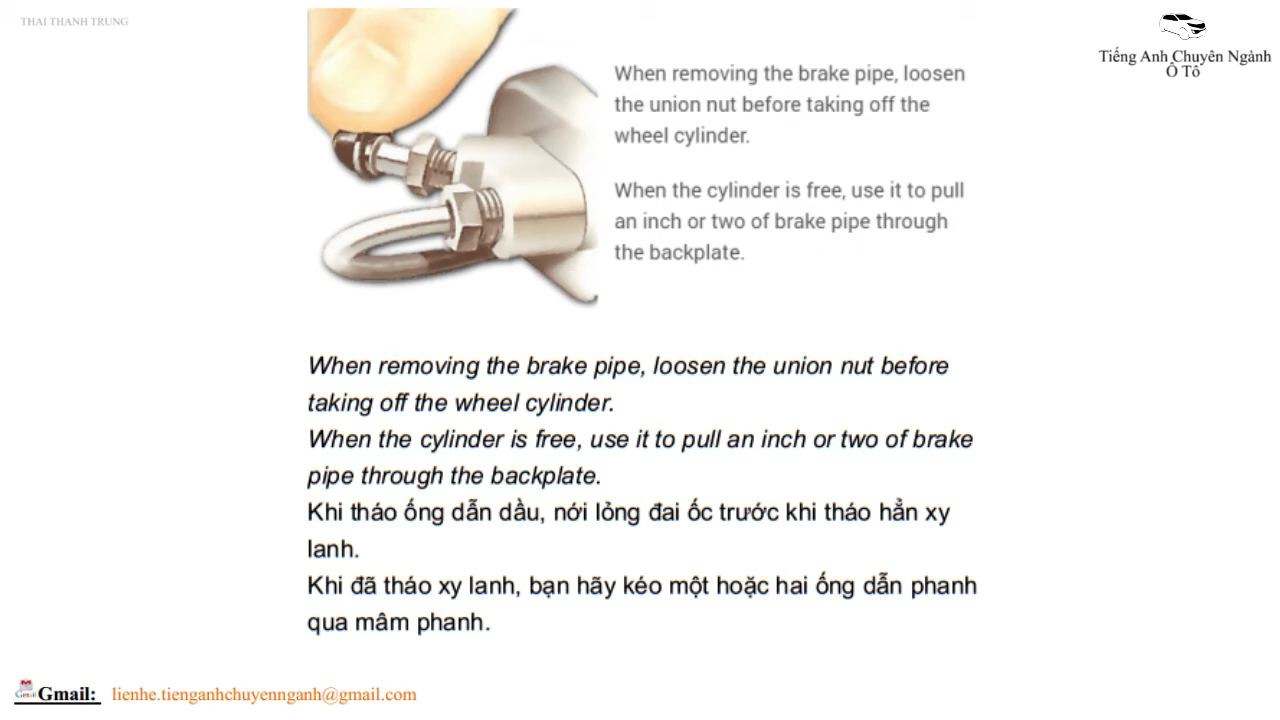 THAI THANH TRUNG
Tiếng Anh Chuyên Ngành
Ô Tô
When removing the brake pipe, loosen
the union nut before taking off the
wheel cylinder.
When the cylinder is free, use it to pull
an inch or two of brake pipe through
the backplate.
When removing the brake pipe, loosen the union nut before
taking off the wheel cylinder.
When the cylinder is free, use it to pull an inch or two of brake
pipe through the backplate.
Khi tháo ống dẫn dầu, nới lỏng đai ốc trước khi tháo hẳn xy
lanh.
Khi đã tháo xy lanh, bạn hãy kéo một hoặc hai ống dẫn phanh
qua mâm phanh.
Gmail: lienhe.tienganhchuyennganh@gmail.com